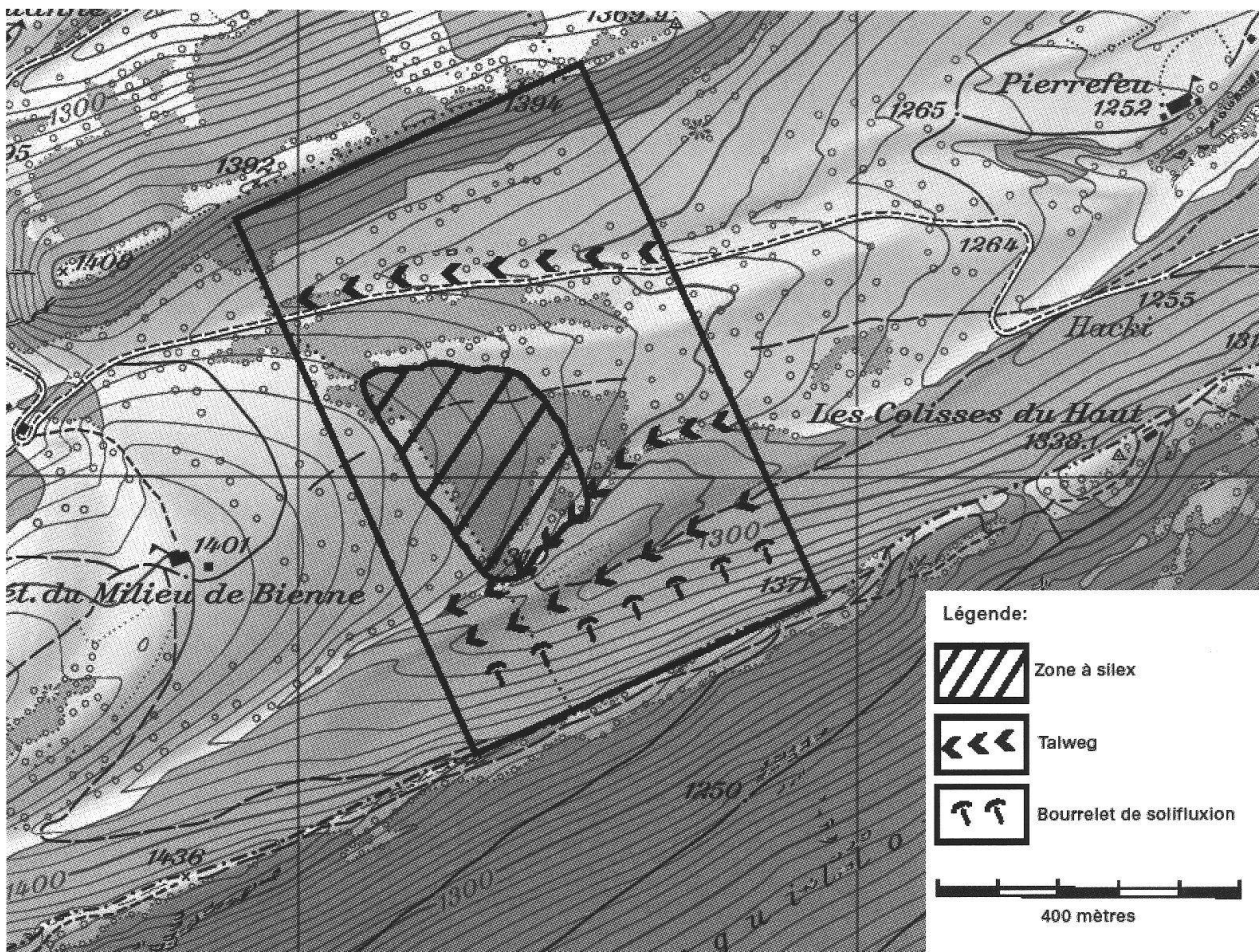 1369.9
1394
Pierrefeu
1252
1265
1300
1392
1408
1264
1255
Hacki
Les Colisses du Haut
1338.1
1300
1401
et. du Milieu de Bienne
1371
Légende:
Zone à silex
Talweg
Bourrelet de solifluxion
400 mètres
1250
1436
1400
1300